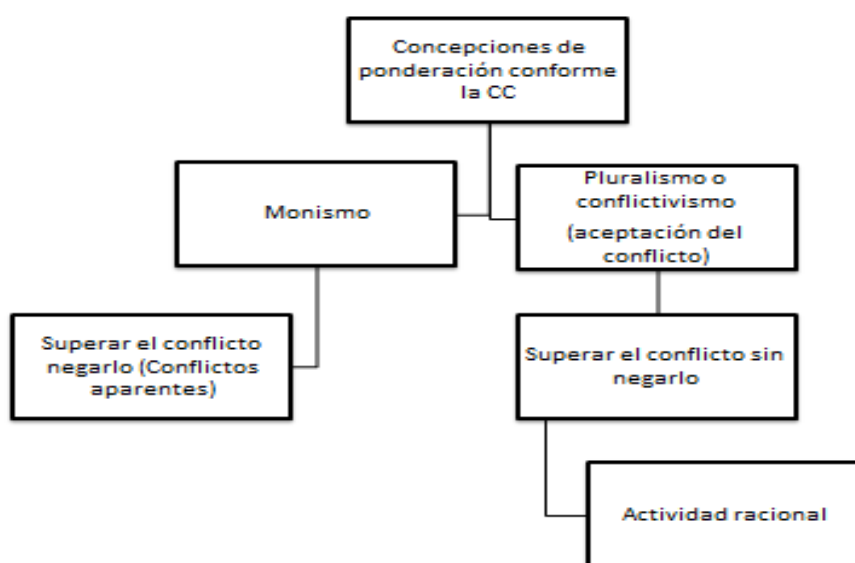 Concepciones de
ponderación conforme
la CC
Monismo
Pluralismo o
conflictivismo
(aceptación del
conflicto)
Superar el conflicto
negarlo (Conflictos
aparentes)
Superar el conflicto sin
negarlo
Actividad racional